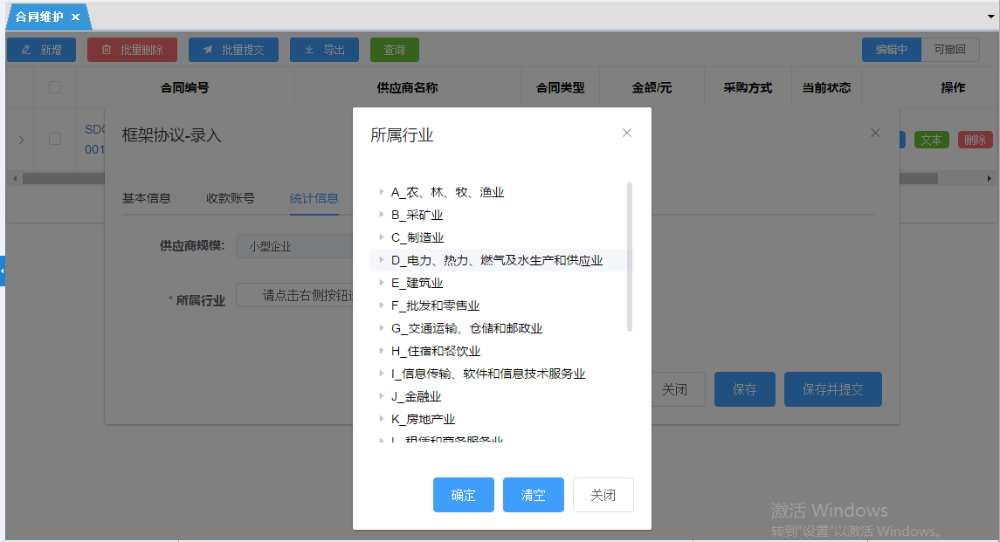 合同维护
新增 批量删除 批量提交 导出 查询 编辑中 可撤回
合同编号 供应商名称 合同类型 金额/元 采购方式 当前状态 操作
001
文本 删除
框架协议-录入
基本信息 收款账号 统计信息
供应商规模: 小型企业
* 所属行业 请点击右侧按钮
关闭 保存 保存并提交
所属行业
A_农、林、牧、渔业
B_采矿业
C_制造业
D_电力、热力、燃气及水生产和供应业
E_建筑业
F_批发和零售业
G_交通运输、仓储和邮政业
H_住宿和餐饮业
I_信息传输、软件和信息技术服务业
J_金融业
K_房地产业
L_租赁和商务服务业
确定 清空 关闭
激活 Windows
转到"设置"以激活 Windows。